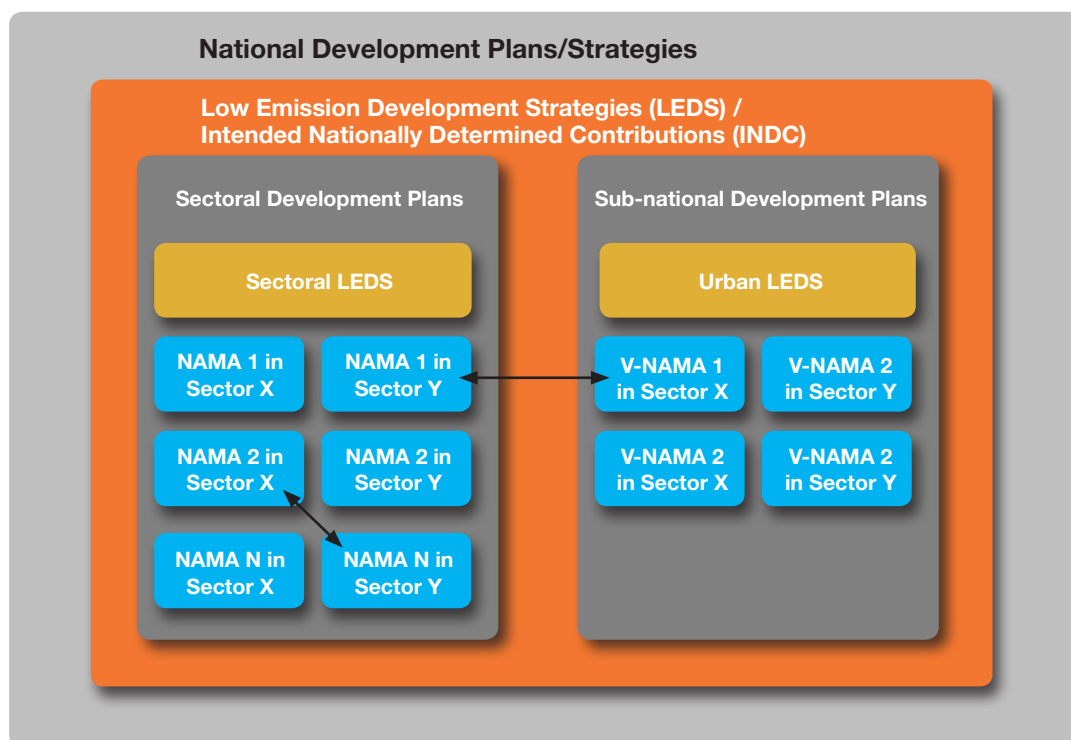 National Development Plans/Strategies
Low Emission Development Strategies (LEDS) /
Intended Nationally Determined Contributions (INDC)
Sectoral Development Plans
Sectoral LEDS
NAMA 1 in
Sector X
NAMA 1 in
Sector Y
NAMA 2 in
Sector X
NAMA 2 in
Sector Y
NAMA N in
Sector X
NAMA N in
Sector Y
Sub-national Development Plans
Urban LEDS
V-NAMA 1
in Sector X
V-NAMA 2
in Sector Y
V-NAMA 2
in Sector X
V-NAMA 2
in Sector Y